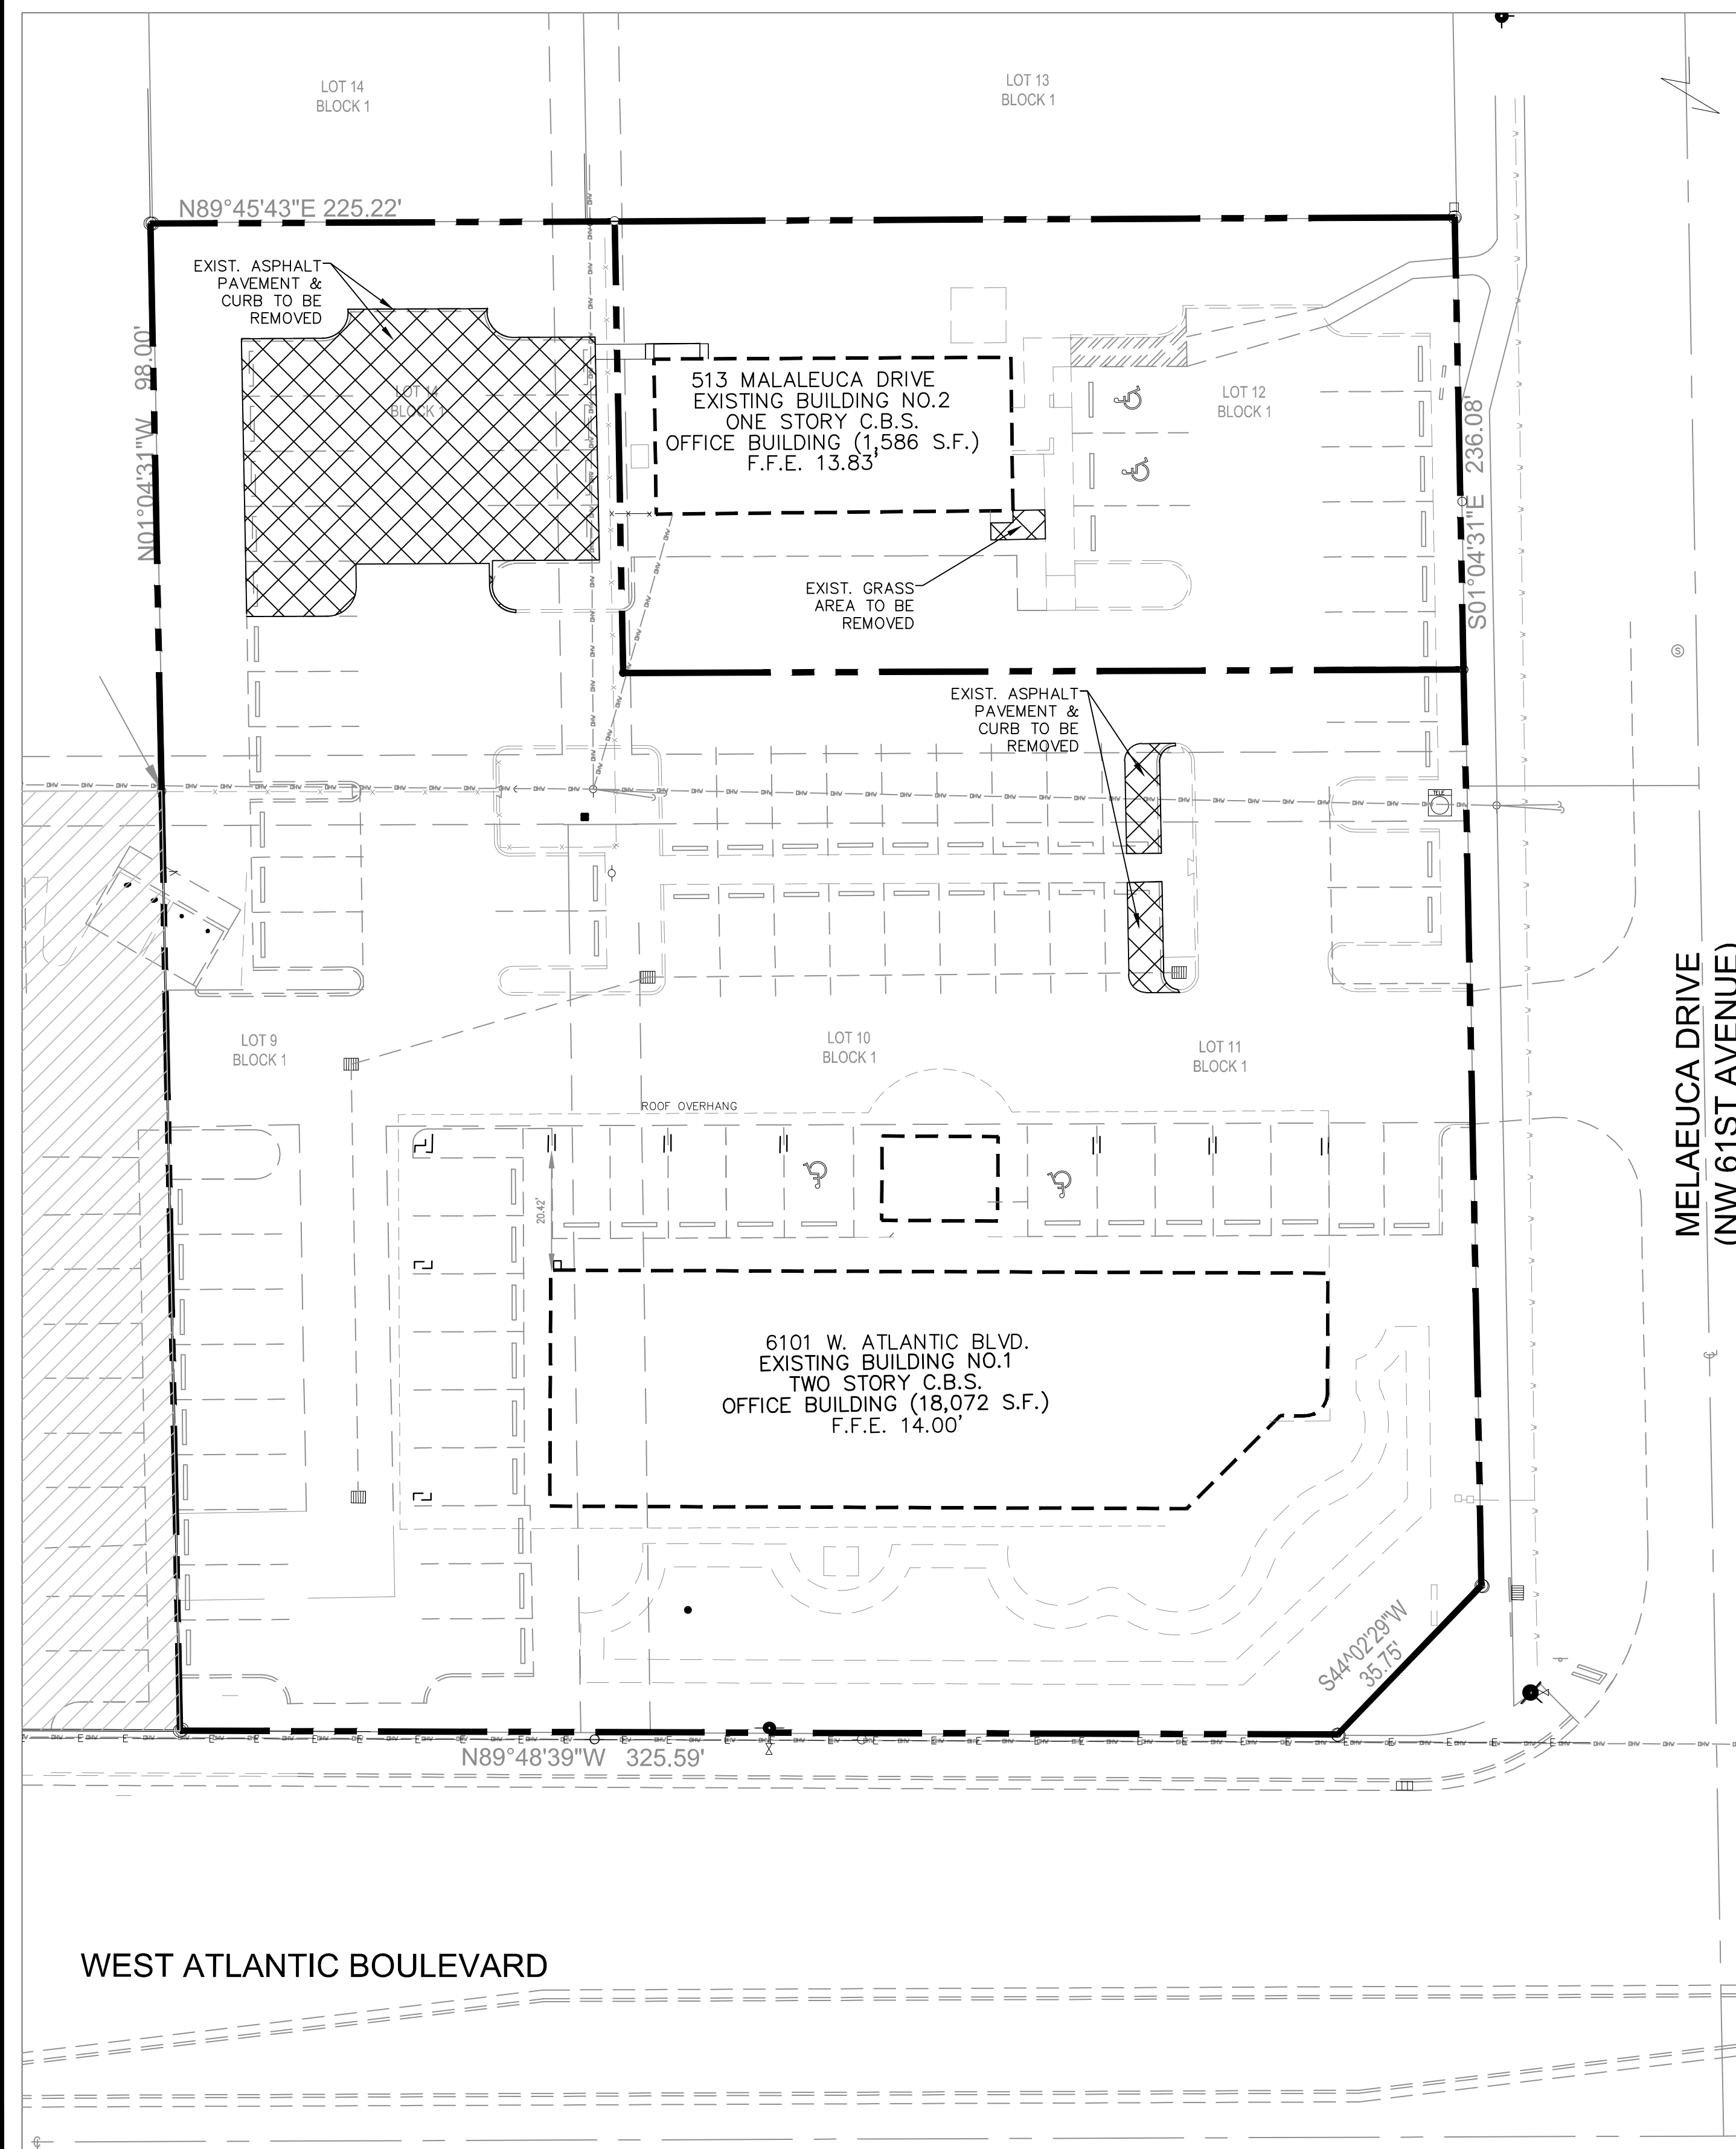 LOT 14
BLOCK 1
LOT 13
BLOCK 1
N89°45'43"E 225.22'
EXIST. ASPHALT
PAVEMENT &
CURB TO BE
REMOVED
N01°04'31"W 98.00'
LOT 14
BLOCK 1
513 MALALEUCA DRIVE
EXISTING BUILDING NO.2
ONE STORY C.B.S.
OFFICE BUILDING (1,586 S.F.)
F.F.E. 13.83'
LOT 12
BLOCK 1
S01°04'31"E 236.08'
EXIST. GRASS
AREA TO BE
REMOVED
S
EXIST. ASPHALT
PAVEMENT &
CURB TO BE
REMOVED
TELE
MELAEUCA DRIVE
(NW 61ST AVENUE)
LOT 9
BLOCK 1
LOT 10
BLOCK 1
LOT 11
BLOCK 1
ROOF OVERHANG
20.42'
6101 W. ATLANTIC BLVD.
EXISTING BUILDING NO.1
TWO STORY C.B.S.
OFFICE BUILDING (18,072 S.F.)
F.F.E. 14.00'
S44^02'29"W
35.75'
N89°48'39"W 325.59'
WEST ATLANTIC BOULEVARD